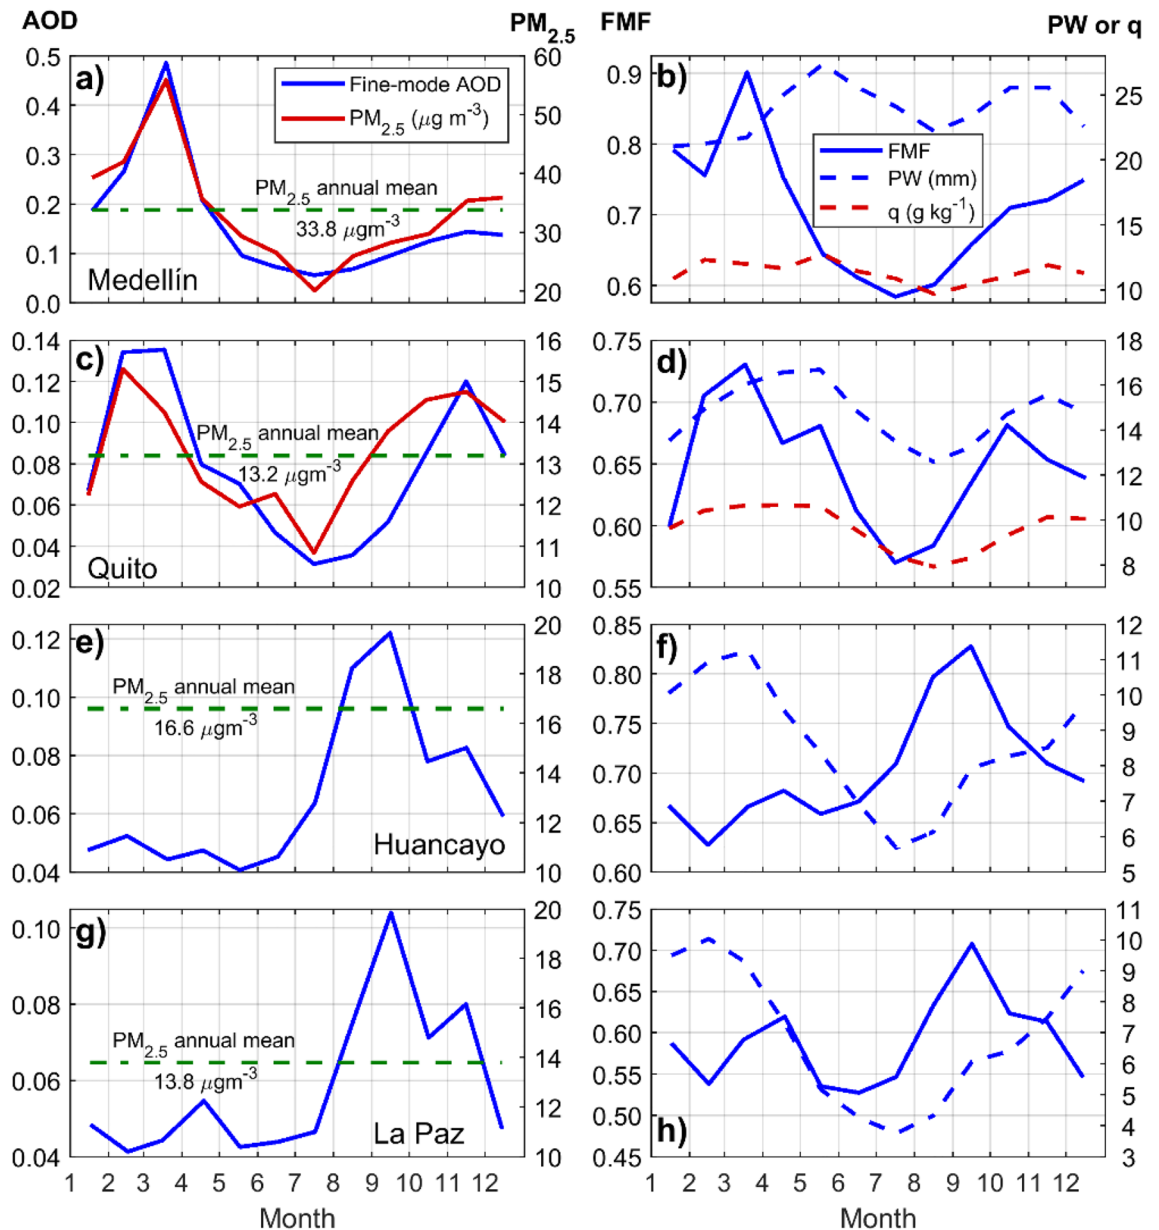 AOD PM2.5 FMF PW or q
a) b)
0.5 60 0.9 25
Fine-mode AOD
PM2.5 (μg m-3)
0.4 50 0.8 20
FMF
PW (mm)
q (g kg-1)
0.3 40 0.7 15
PM2.5 annual mean
33.8 μgm-3
0.2 30 0.6 10
0.1 20
0.0
Medellín
c) d)
0.14 16 0.75 18
0.12 15 0.70 16
0.10 14 0.65 14
PM2.5 annual mean
13.2 μgm-3
0.08 13 0.60 12
0.06 12 0.55 10
0.04 11 8
0.02 10
Quito
e) f)
0.12 20 0.85 12
0.10 18 0.80 11
PM2.5 annual mean
16.6 μgm-3
0.08 16 0.75 10
0.06 14 0.70 9
0.04 12 0.65 8
10 0.60 7
6
5
Huancayo
g) h)
0.10 20 0.75 11
0.08 18 0.70 10
0.06 16 0.65 9
PM2.5 annual mean
13.8 μgm-3
0.04 14 0.60 8
12 0.55 7
10 0.50 6
0.45 5
4
3
La Paz
1 2 3 4 5 6 7 8 9 10 11 12 1 2 3 4 5 6 7 8 9 10 11 12
Month Month